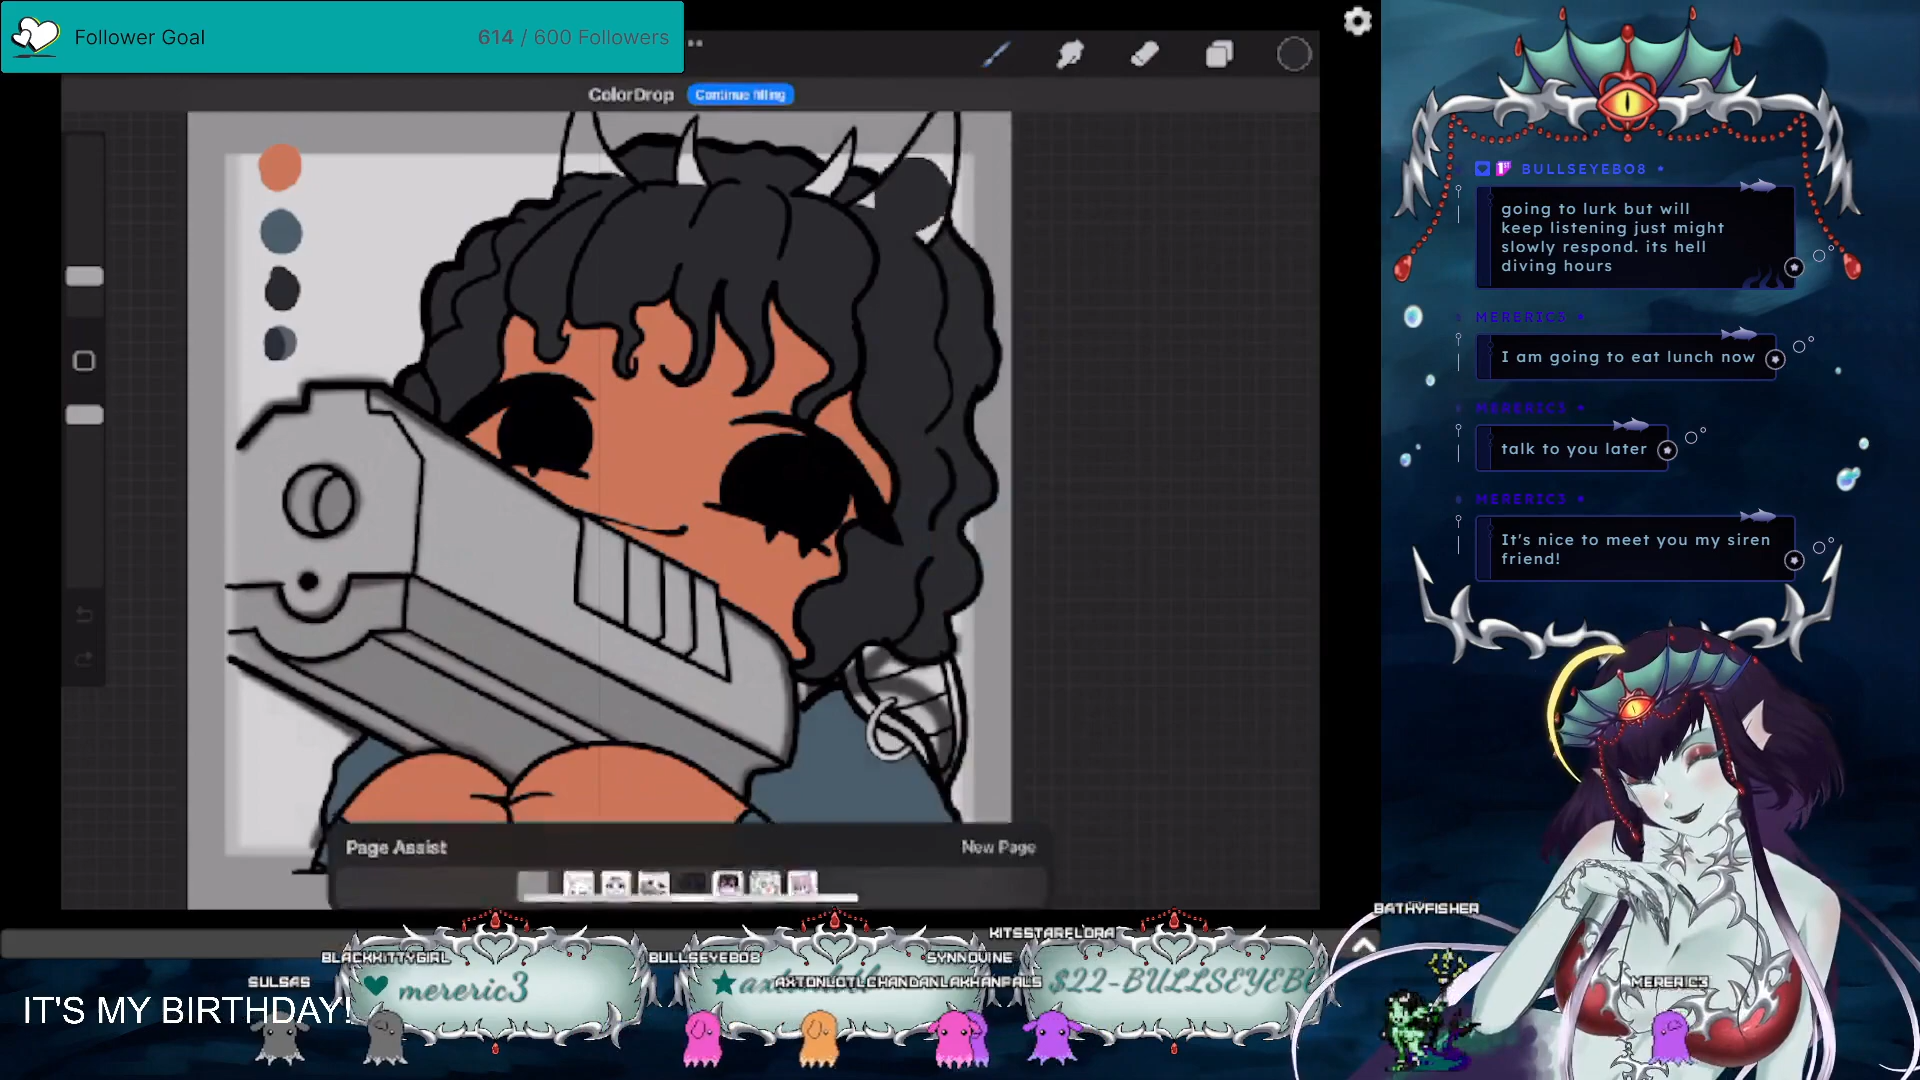 Follower Goal
614 / 600 Followers
ColorDrop
Continue filling
BULLSEYEBO8
going to lurk but will
keep listening just might
slowly respond. its hell
diving hours
MERERIC3
I am going to eat lunch now
MERERIC3
talk to you later
MERERIC3
It's nice to meet you my siren
friend!
Page Assist
New Page
BATHYFISHER
KITSSTARFLORA
BLACKKITTYGIRL
BULLSEYEBO8
SYNNOVINE
SULSAS
mereric3
AXTONLOTLCHANDANLAKHANPALS
$22-BULLSEYEBO
MERERIC3
IT'S MY BIRTHDAY!